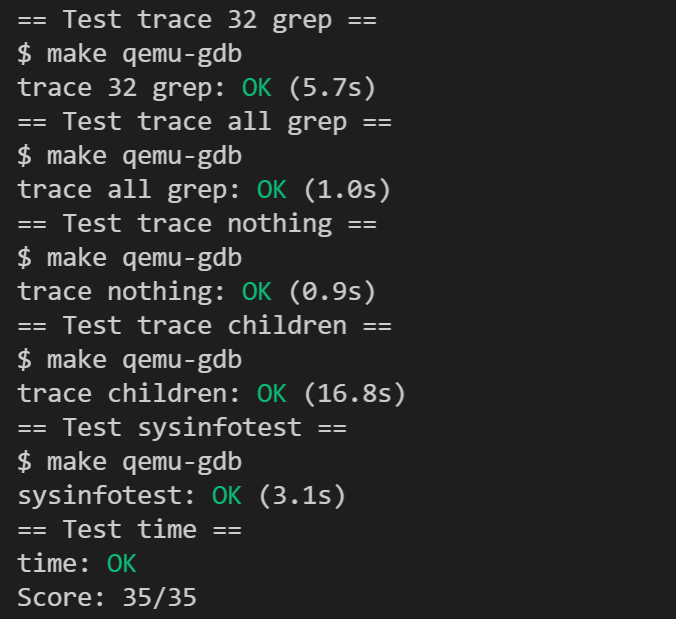 == Test trace 32 grep ==
$ make qemu-gdb
trace 32 grep: OK (5.7s)
== Test trace all grep ==
$ make qemu-gdb
trace all grep: OK (1.0s)
== Test trace nothing ==
$ make qemu-gdb
trace nothing: OK (0.9s)
== Test trace children ==
$ make qemu-gdb
trace children: OK (16.8s)
== Test sysinfotest ==
$ make qemu-gdb
sysinfotest: OK (3.1s)
== Test time ==
time: OK
Score: 35/35